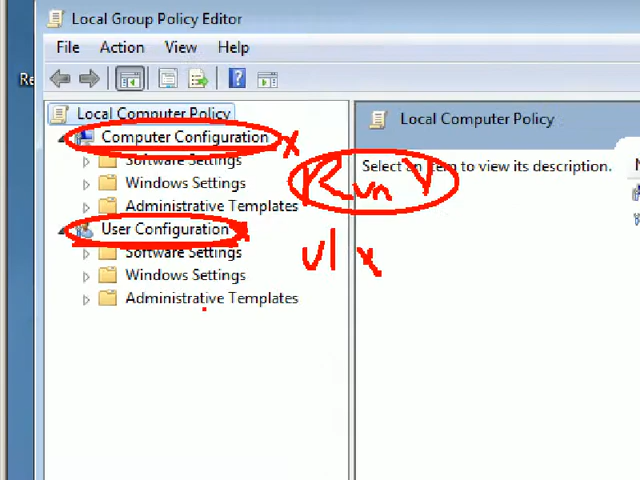 Local Group Policy Editor
File Action View Help
Re
Local Computer Policy
Local Computer Policy
Computer Configuration x
Software Settings
Select an item to view its description.
Run
Windows Settings
Administrative Templates
User Configuration x
Software Settings
x
Windows Settings
Administrative Templates